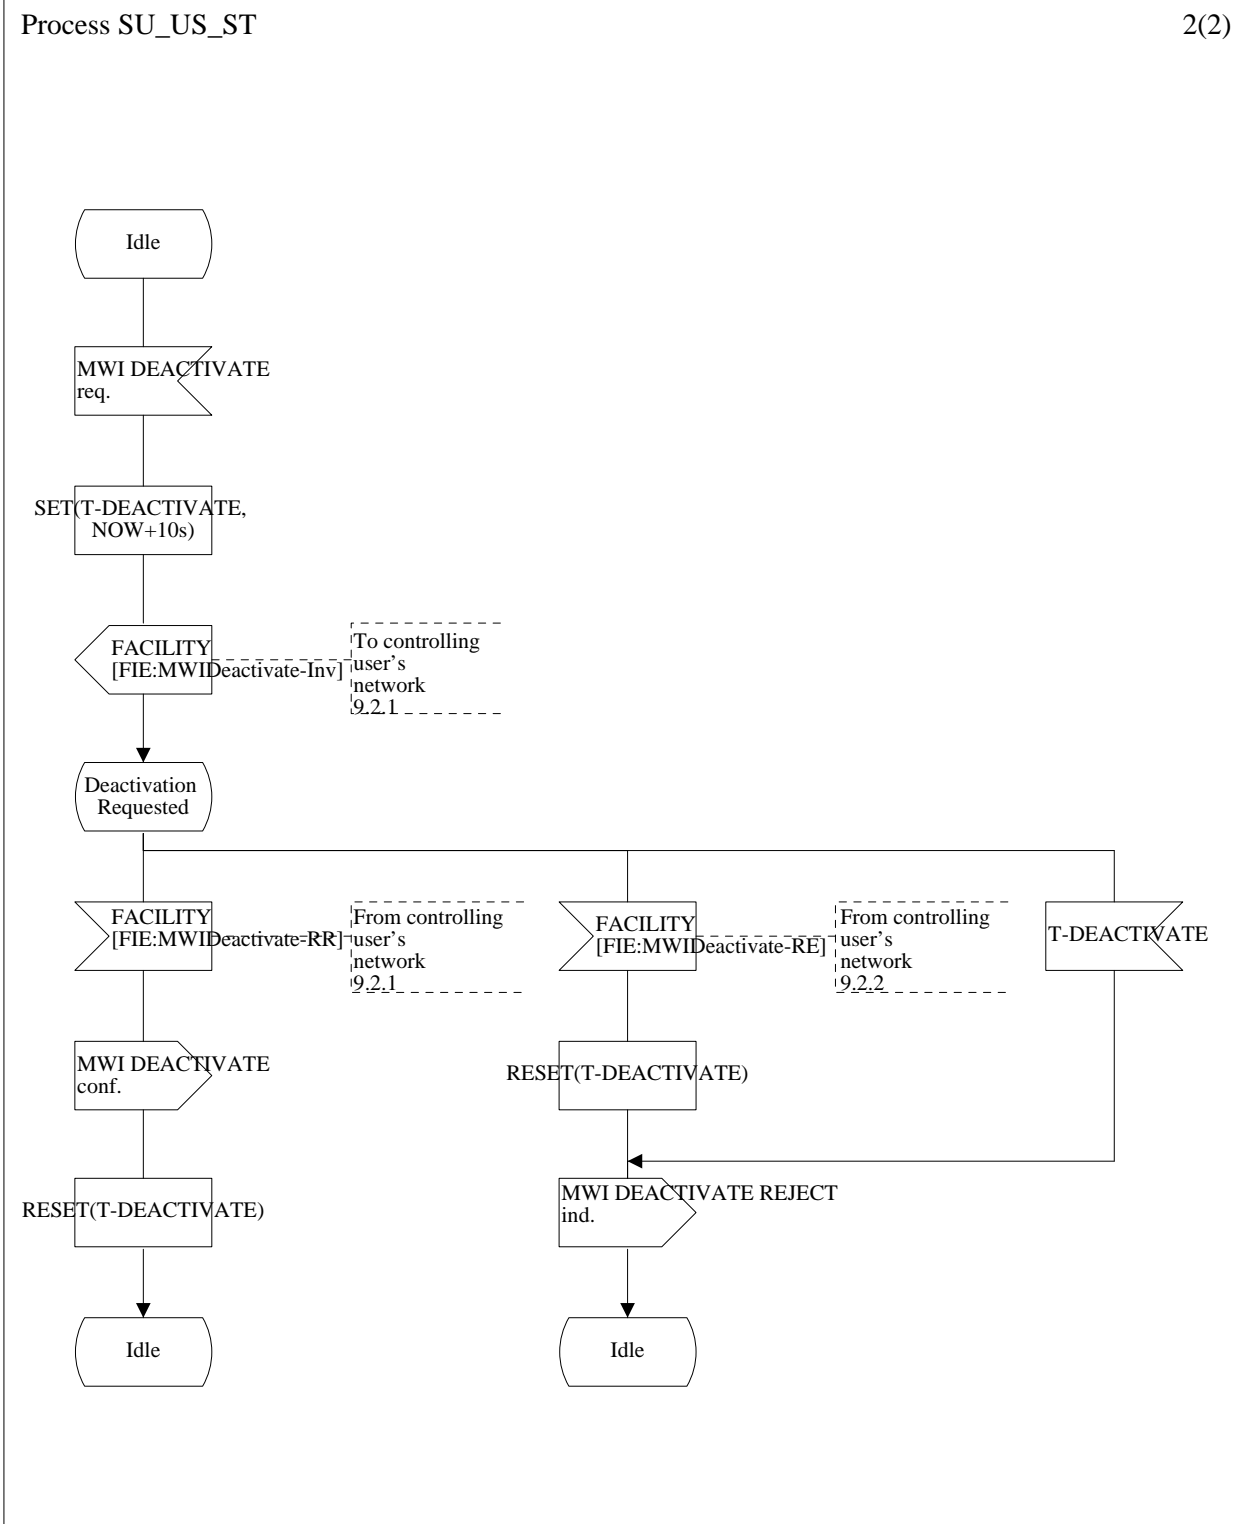 Process SU_US_ST
2(2)
Idle
MWI DEACTIVATE
req.
SET(T-DEACTIVATE,
NOW+10s)
FACILITY
[FIE:MWIDeactivate-Inv]
To controlling
user's
network
9.2.1
Deactivation
Requested
FACILITY
[FIE:MWIDeactivate-RR]
From controlling
user's
network
9.2.1
FACILITY
[FIE:MWIDeactivate-RE]
From controlling
user's
network
9.2.2
T-DEACTIVATE
MWI DEACTIVATE
conf.
RESET(T-DEACTIVATE)
RESET(T-DEACTIVATE)
MWI DEACTIVATE REJECT
ind.
Idle
Idle